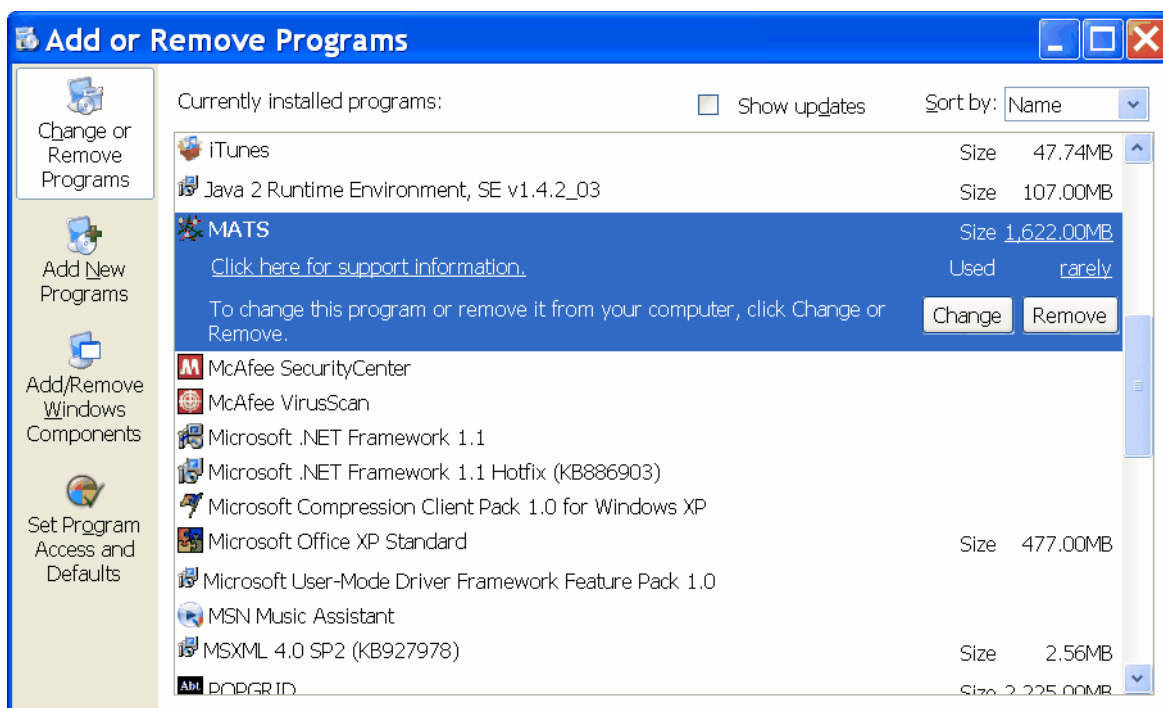 Add or Remove Programs
Change or
Remove
Programs
Add New
Programs
Add/Remove
Windows
Components
Set Program
Access and
Defaults
Currently installed programs:
Show updates
Sort by: Name
iTunes Size 47.74MB
Java 2 Runtime Environment, SE v1.4.2_03 Size 107.00MB
MATS Size 1,622.00MB
Click here for support information. Used rarely
To change this program or remove it from your computer, click Change or
Remove.
Change Remove
McAfee SecurityCenter
McAfee VirusScan
Microsoft .NET Framework 1.1
Microsoft .NET Framework 1.1 Hotfix (KB886903)
Microsoft Compression Client Pack 1.0 for Windows XP
Microsoft Office XP Standard Size 477.00MB
Microsoft User-Mode Driver Framework Feature Pack 1.0
MSN Music Assistant
MSXML 4.0 SP2 (KB927978) Size 2.56MB
Abt POPGRID Size 2,225.00MB